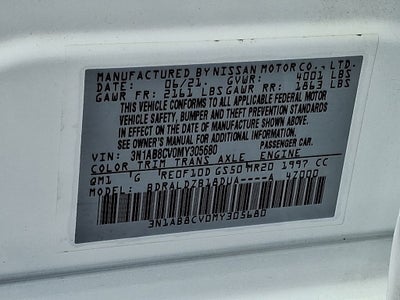 MANUFACTURED BY NISSAN MOTOR CO., LTD.
DATE: 06/21 GVWR: 4001 LBS
GAWR FR: 2161 LBS GAWR RR: 1863 LBS
THIS VEHICLE CONFORMS TO ALL APPLICABLE FEDERAL MOTOR
VEHICLE SAFETY, BUMPER AND THEFT PREVENTION STANDARDS
IN EFFECT ON THE DATE OF MANUFACTURE SHOWN ABOVE.
SEE OWNER'S MANUAL FOR ADDITIONAL INFORMATION.
VIN: 3N1AB8CV0MY305680 PASSENGER CAR.
COLOR TRIM TRANS AXLE ENGINE
QM1 G RE0F10D GS50 MR20 1997 CC
MODEL: BDRALDZB18DUA----A 47000
3N1AB8CV0MY305680